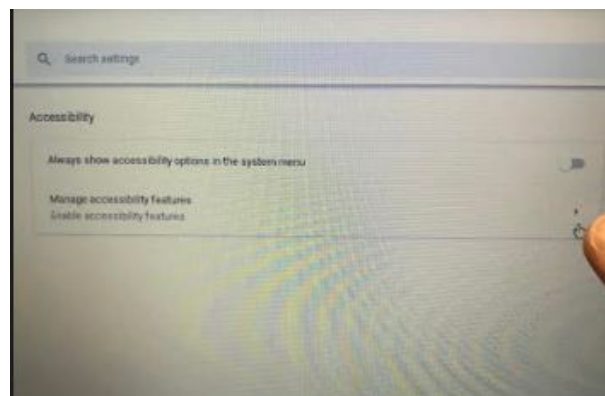 Search settings
Accessibility
Always show accessibility options in the system menu
Manage accessibility features
Enable accessibility features